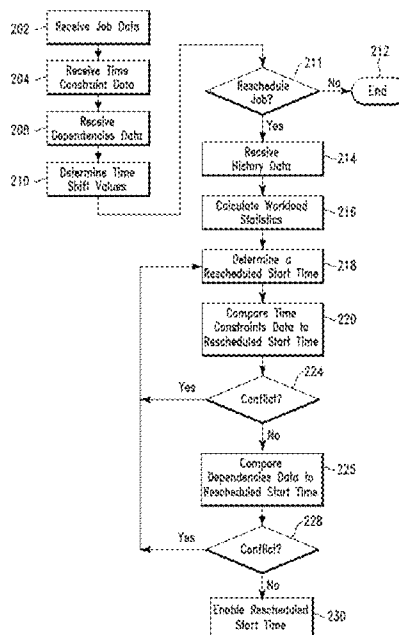 202
Receive Job Data
204
Receive Time
Constraint Data
208
Receive
Dependencies Data
210
Determine Time
Shift Values
211
Reschedule
Job?
No
212
End
Yes
Receive
History Data
214
Calculate Workload
Statistics
216
Determine a
Rescheduled Start Time
218
Compare Time
Constraints Data to
Rescheduled Start Time
220
224
Conflict?
Yes
No
Compare
Dependencies Data to
Rescheduled Start Time
226
228
Conflict?
Yes
No
Enable Rescheduled
Start Time
230